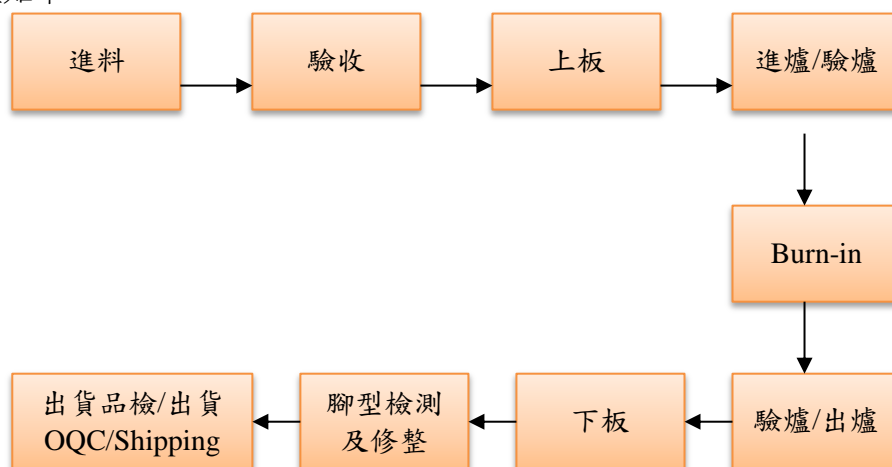 進料
驗收
上板
進爐/驗爐
Burn-in
驗爐/出爐
下板
腳型檢測
及修整
出貨品檢/出貨
OQC/Shipping